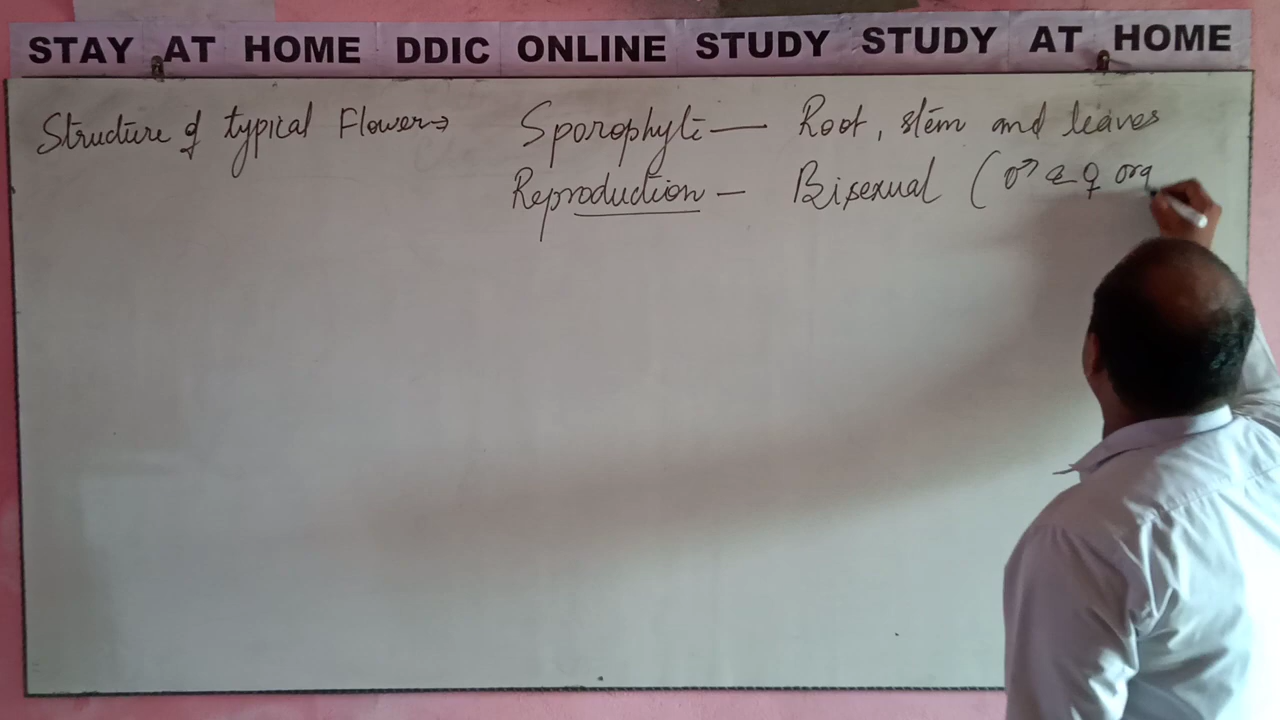 STAY AT HOME DDIC ONLINE STUDY STUDY AT HOME
Structure of typical Flower→ Sporophyte — Root, stem and leaves
Reproduction – Bisexual (♂ & ♀ org